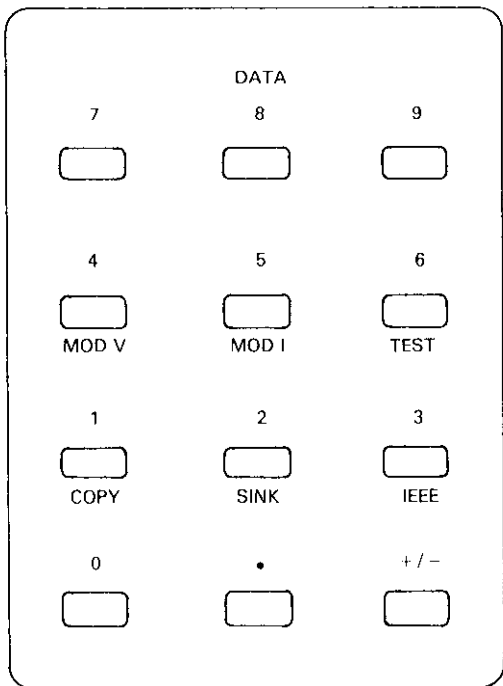 DATA
7 8 9
4 5 6
MOD V MOD I TEST
1 2 3
COPY SINK IEEE
0 • +/−